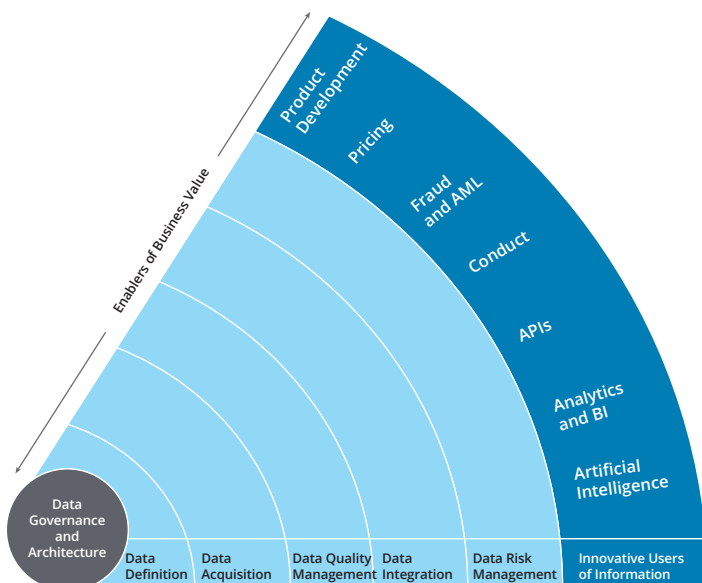 Product
Development
Pricing
Fraud
and AML
Conduct
APIs
Analytics
and BI
Artificial
Intelligence
Enablers of Business Value
Data
Governance
and
Architecture
Data
Definition
Data
Acquisition
Data Quality
Management
Data
Integration
Data Risk
Management
Innovative Users
of Information